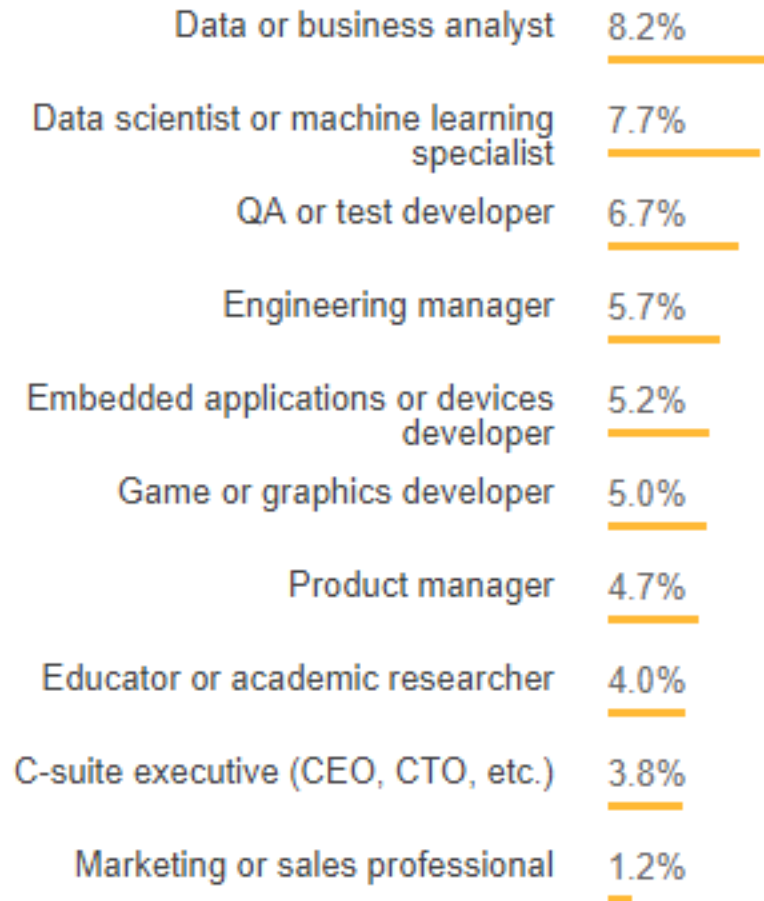 Data or business analyst 8.2%
Data scientist or machine learning 7.7%
specialist
QA or test developer 6.7%
Engineering manager 5.7%
Embedded applications or devices 5.2%
developer
Game or graphics developer 5.0%
Product manager 4.7%
Educator or academic researcher 4.0%
C-suite executive (CEO, CTO, etc.) 3.8%
Marketing or sales professional 1.2%